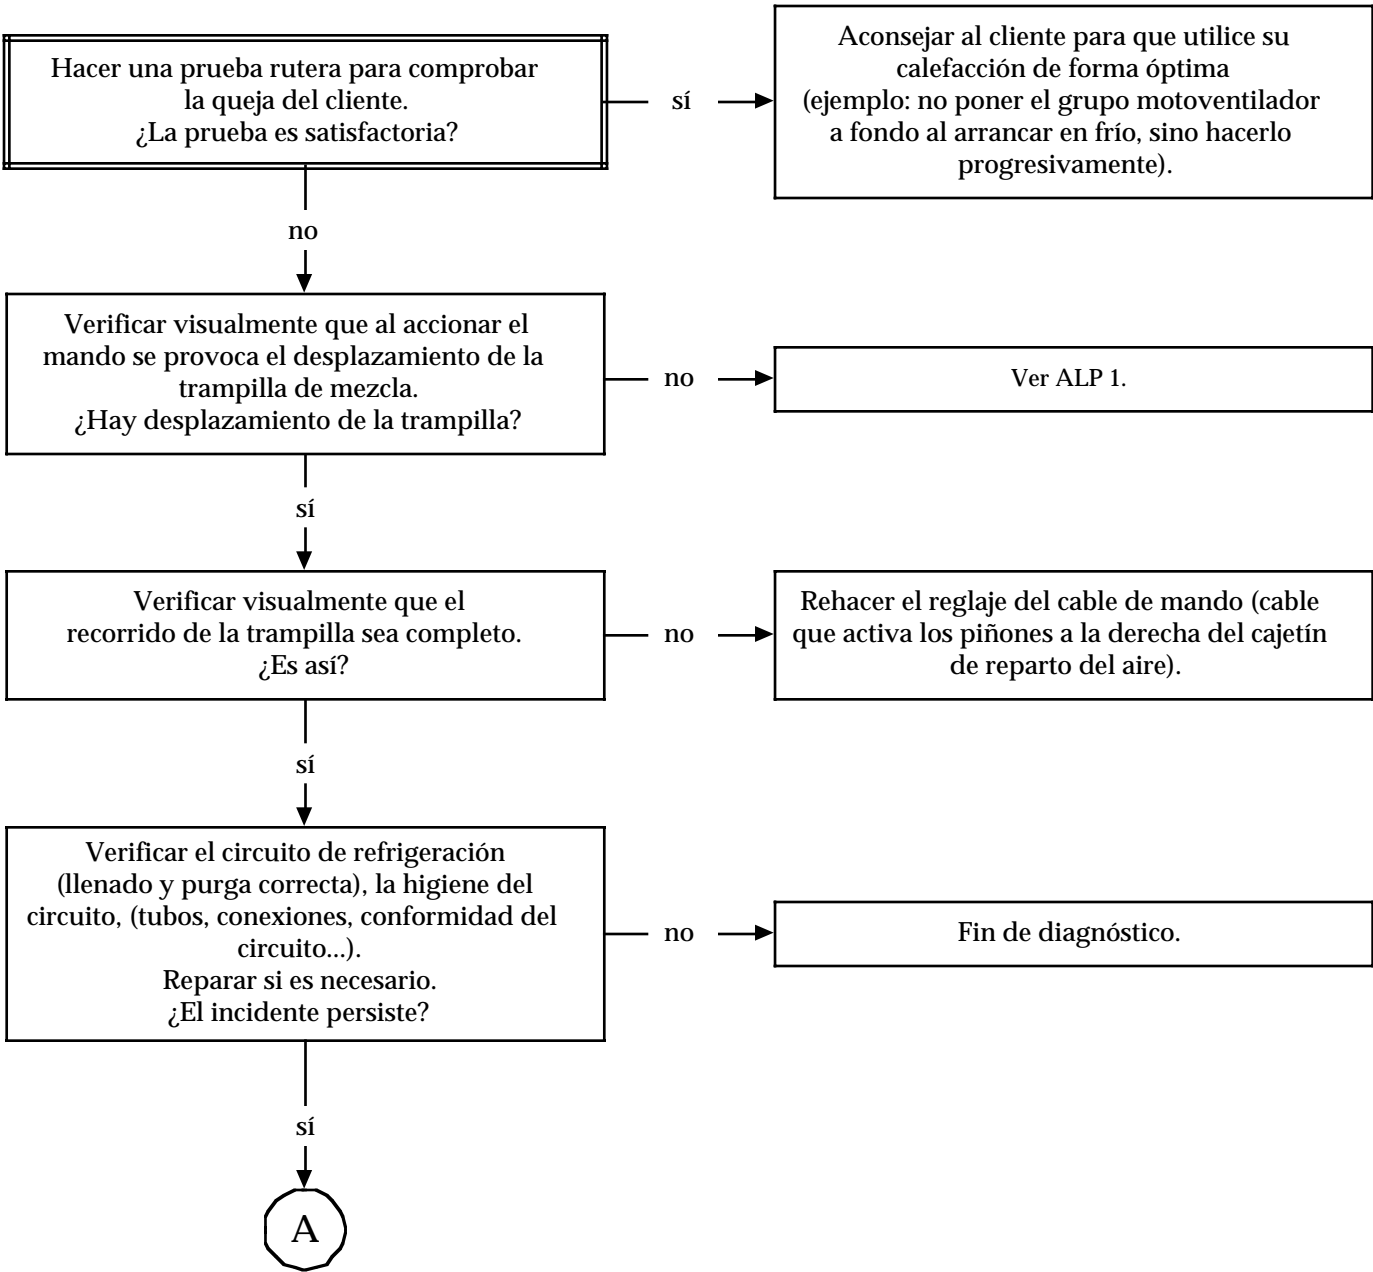 Hacer una prueba rutera para comprobar
la queja del cliente.
¿La prueba es satisfactoria?
sí
Aconsejar al cliente para que utilice su
calefacción de forma óptima
(ejemplo: no poner el grupo motoventilador
a fondo al arrancar en frío, sino hacerlo
progresivamente).
no
Verificar visualmente que al accionar el
mando se provoca el desplazamiento de la
trampilla de mezcla.
¿Hay desplazamiento de la trampilla?
no
Ver ALP 1.
sí
Verificar visualmente que el
recorrido de la trampilla sea completo.
¿Es así?
no
Rehacer el reglaje del cable de mando (cable
que activa los piñones a la derecha del cajetín
de reparto del aire).
sí
Verificar el circuito de refrigeración
(llenado y purga correcta), la higiene del
circuito, (tubos, conexiones, conformidad del
circuito...).
Reparar si es necesario.
¿El incidente persiste?
no
Fin de diagnóstico.
sí
A